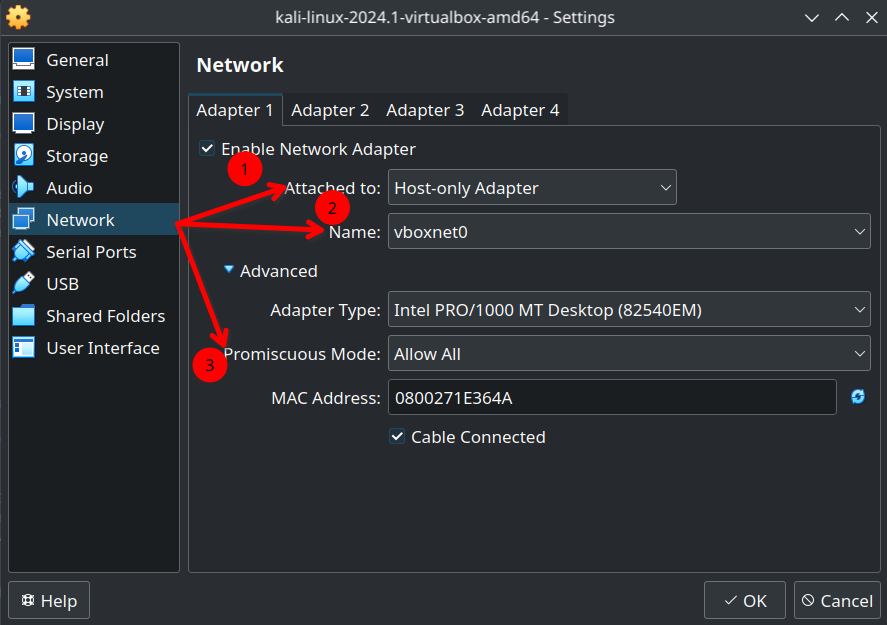 kali-linux-2024.1-virtualbox-amd64 - Settings
General
System
Display
Storage
Audio
Network
Serial Ports
USB
Shared Folders
User Interface
Network
Adapter 1 Adapter 2 Adapter 3 Adapter 4
Enable Network Adapter
1
Attached to: Host-only Adapter
2
Name: vboxnet0
Advanced
Adapter Type: Intel PRO/1000 MT Desktop (82540EM)
Promiscuous Mode: Allow All
3
MAC Address: 0800271E364A
Cable Connected
Help
OK
Cancel